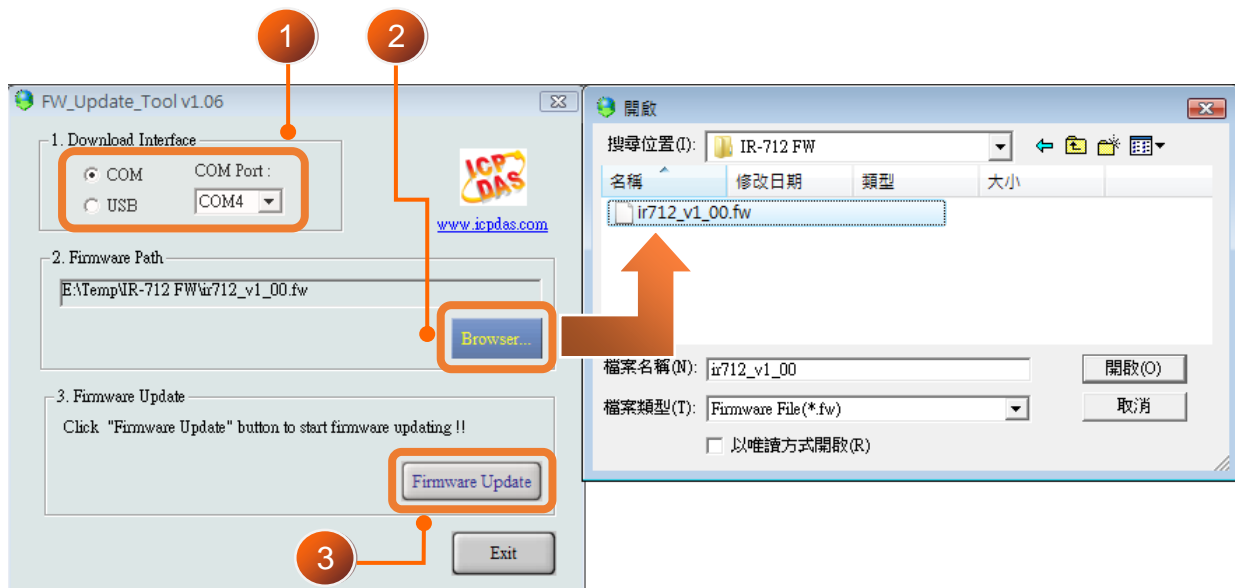 1
2
FW_Update_Tool v1.06
1. Download Interface
COM
COM Port :
USB
COM4
ICP
DAS
www.icpdas.com
2. Firmware Path
E:\Temp\IR-712 FW\ir712_v1_00.fw
Browser...
3. Firmware Update
Click "Firmware Update" button to start firmware updating !!
Firmware Update
3
Exit
開啟
搜尋位置(I): IR-712 FW
名稱 修改日期 類型 大小
ir712_v1_00.fw
檔案名稱(N): ir712_v1_00 開啟(O)
檔案類型(T): Firmware File(*.fw) 取消
以唯讀方式開啟(R)